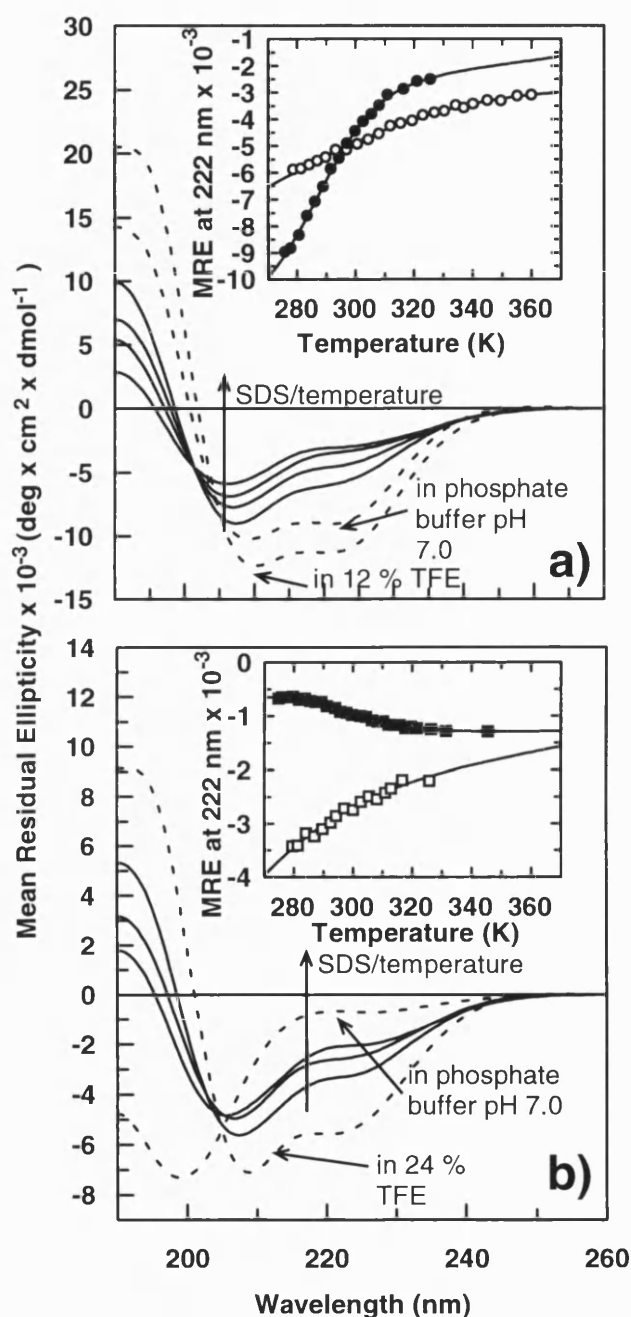 Mean Residual Ellipticity x 10⁻³ (deg x cm² x dmol⁻¹)
30
25
20
15
10
5
0
-5
-10
-15
MRE at 222 nm x 10⁻³
-1
-2
-3
-4
-5
-6
-7
-8
-9
-10
280 300 320 340 360
Temperature (K)
SDS/temperature
in phosphate
buffer pH
7.0
in 12 % TFE
a)
14
12
10
8
6
4
2
0
-2
-4
-6
-8
MRE at 222 nm x 10⁻³
0
-1
-2
-3
-4
280 300 320 340 360
Temperature (K)
SDS/temperature
in phosphate
buffer pH 7.0
in 24 %
TFE
b)
200 220 240 260
Wavelength (nm)